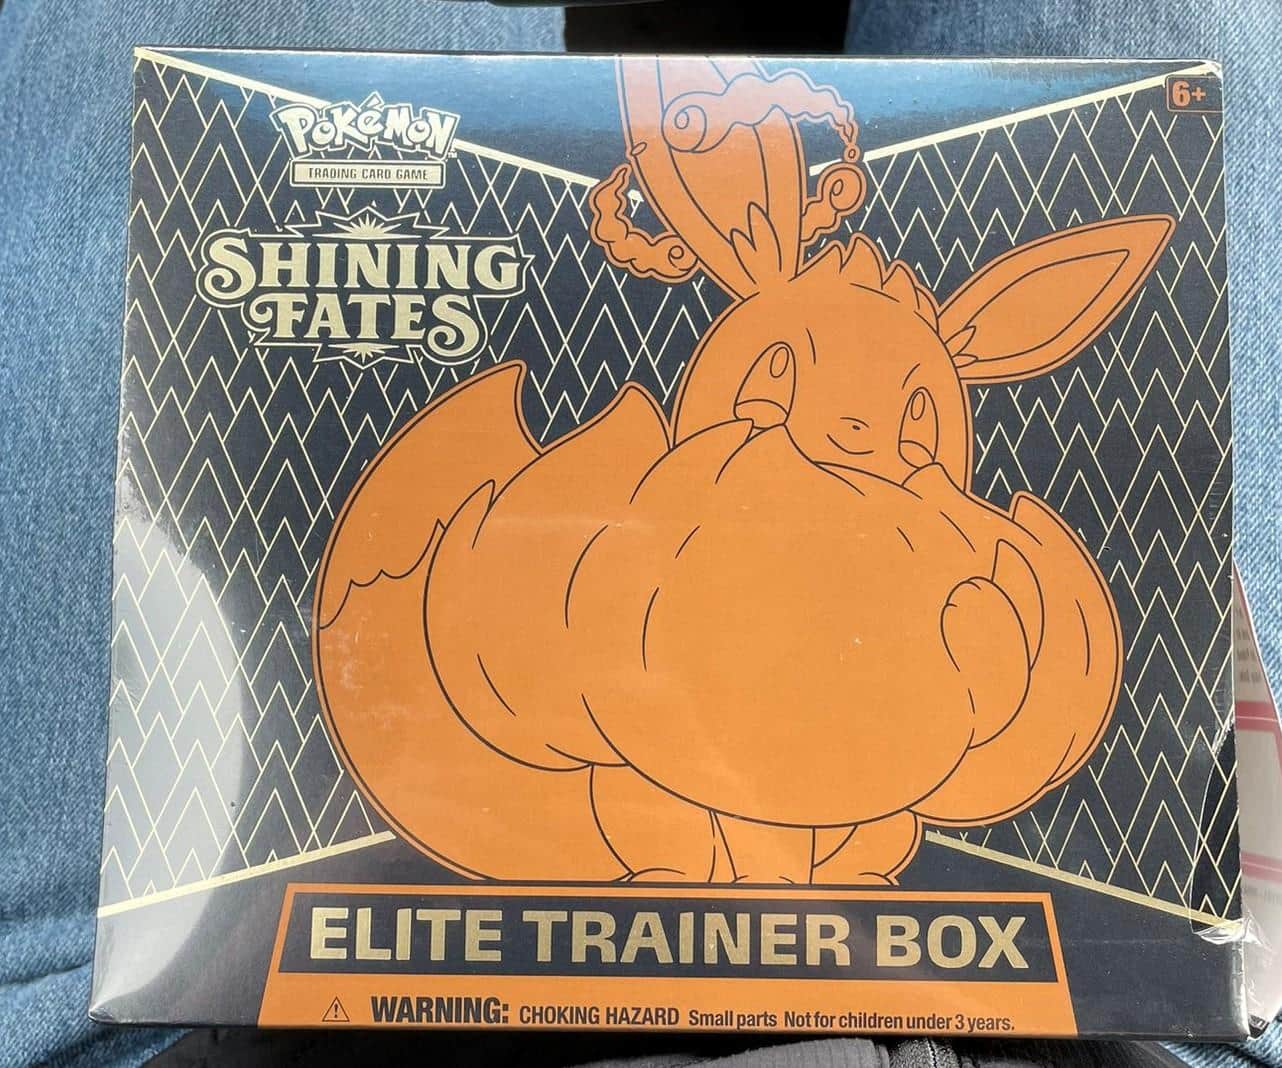 6+
POKéMON
TM
TRADING CARD GAME
SHINING
FATES
ELITE TRAINER BOX
WARNING: CHOKING HAZARD Small parts Not for children under 3 years.